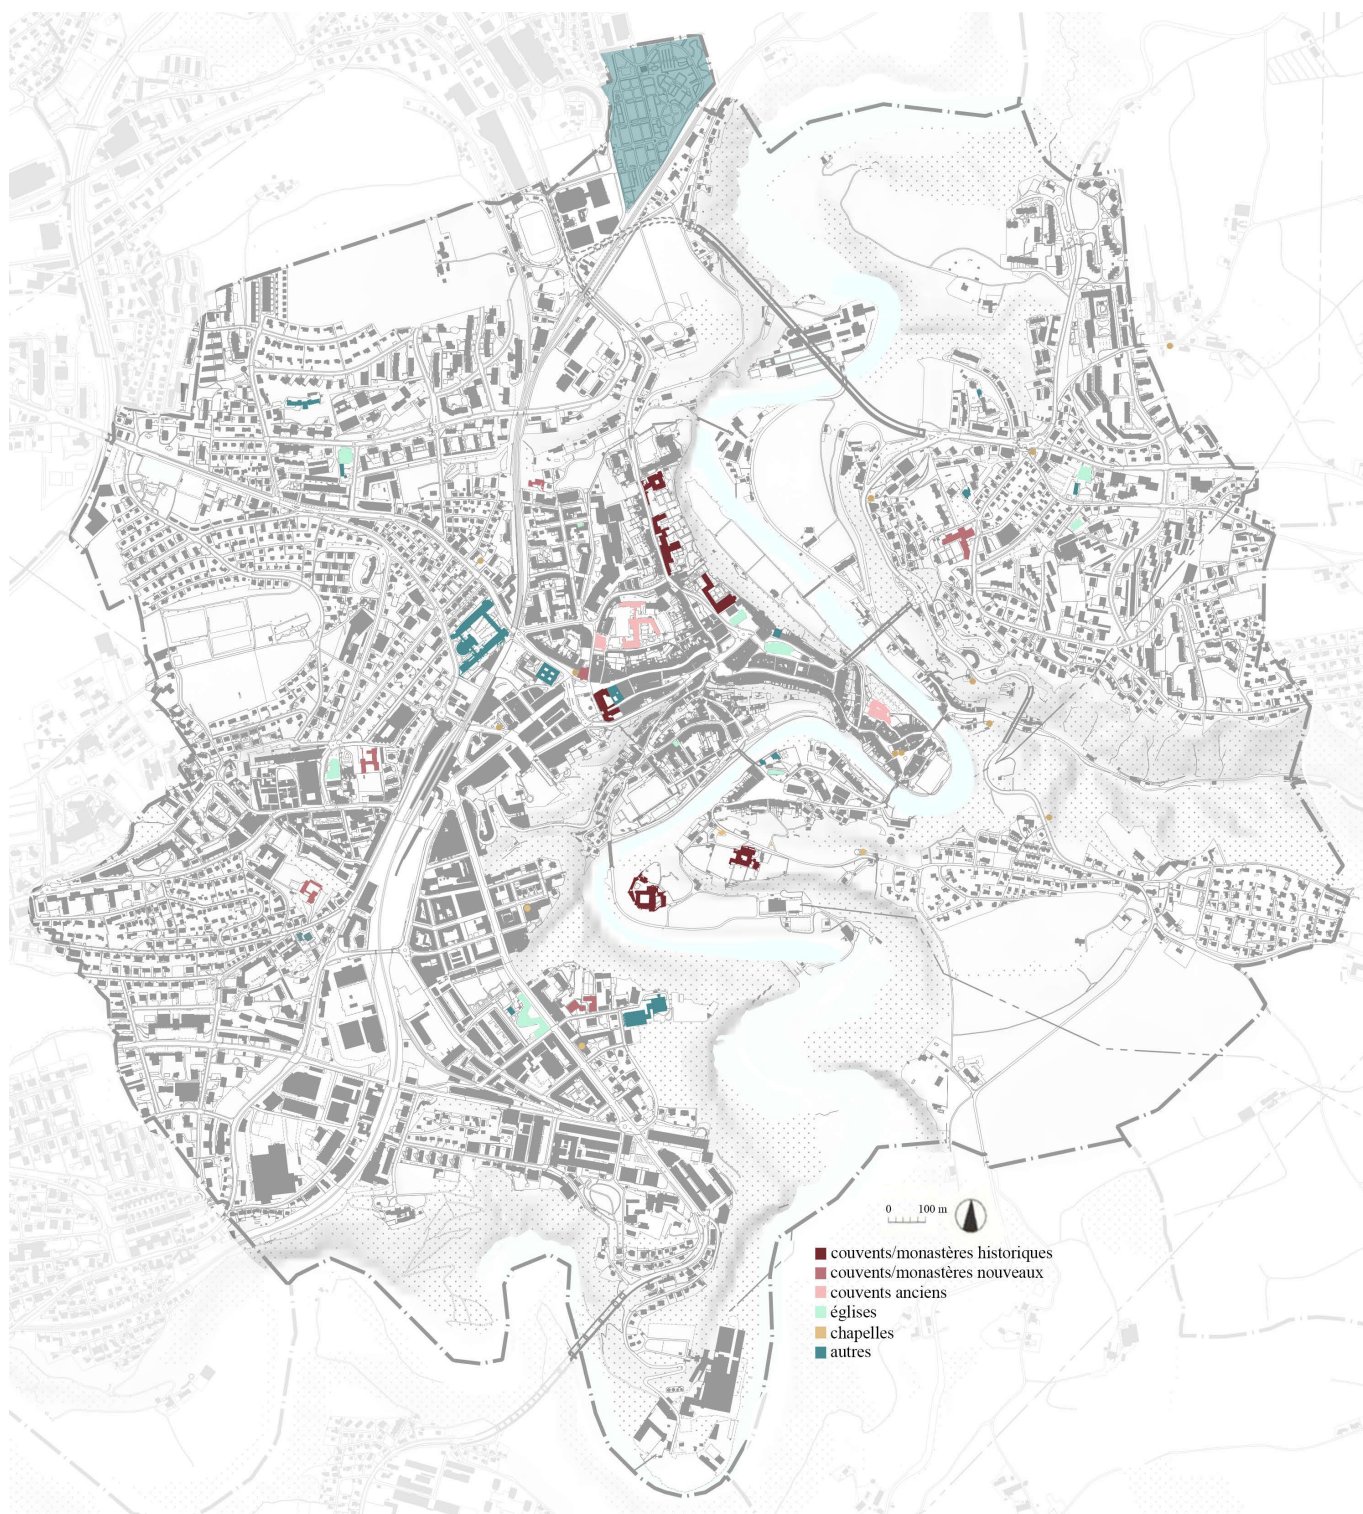 0 100 m
couvents/monastères historiques
couvents/monastères nouveaux
couvents anciens
églises
chapelles
autres